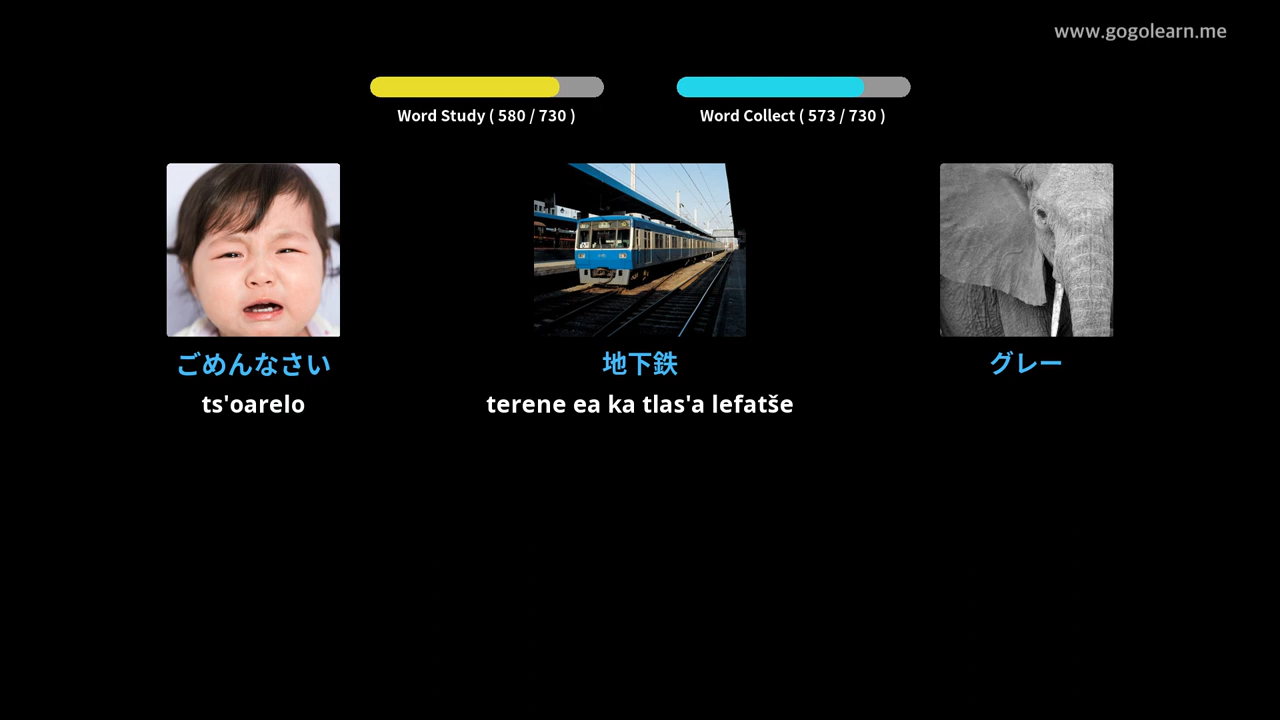 www.gogolearn.me
Word Study ( 580 / 730 )
Word Collect ( 573 / 730 )
ごめんなさい
地下鉄
グレー
ts'oarelo
terene ea ka tlas'a lefatše